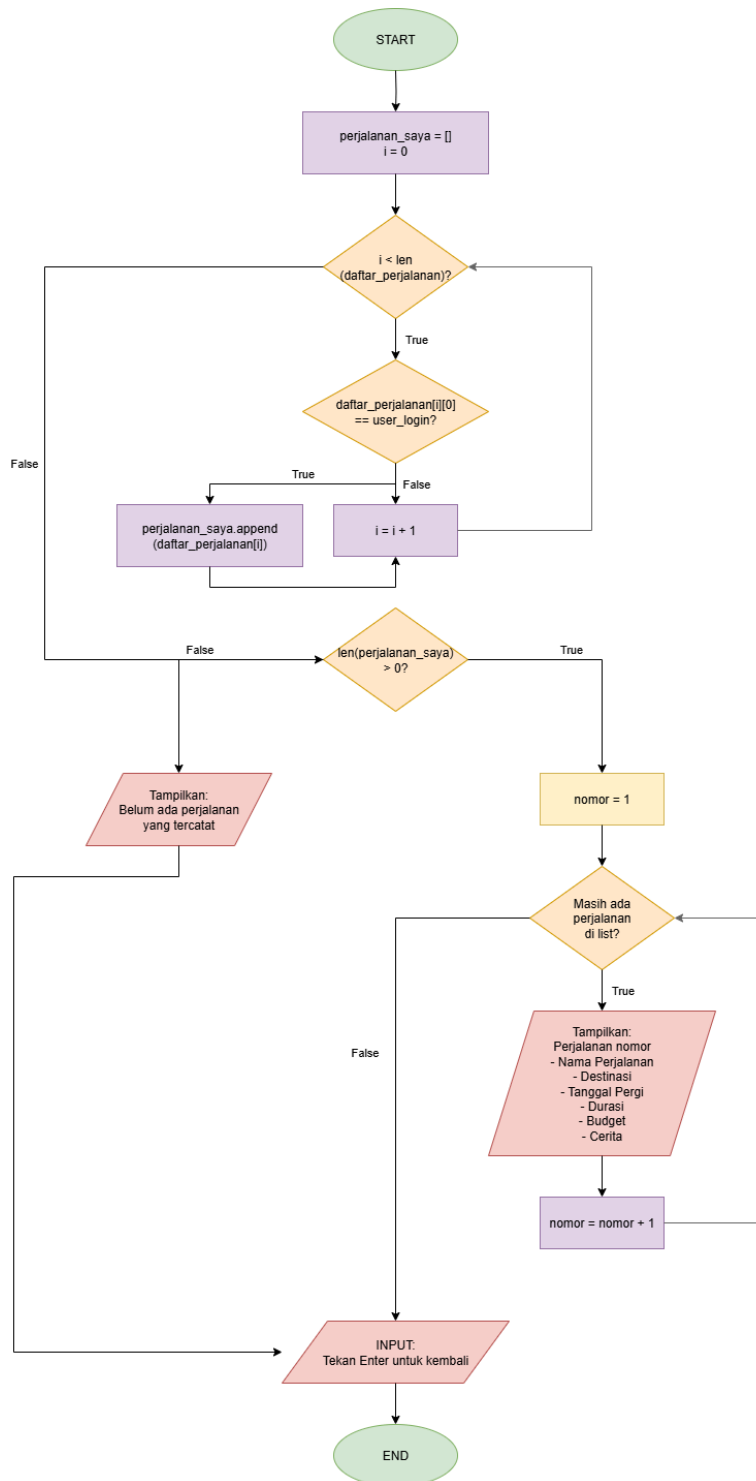 START
perjalanan_saya = []
i = 0
i < len
(daftar_perjalanan)?
True
daftar_perjalanan[i][0]
== user_login?
False
True
False
perjalanan_saya.append
(daftar_perjalanan[i])
i = i + 1
False
len(perjalanan_saya)
> 0?
True
Tampilkan:
Belum ada perjalanan
yang tercatat
nomor = 1
Masih ada
perjalanan
di list?
True
False
Tampilkan:
Perjalanan nomor
- Nama Perjalanan
- Destinasi
- Tanggal Pergi
- Durasi
- Budget
- Cerita
nomor = nomor + 1
INPUT:
Tekan Enter untuk kembali
END